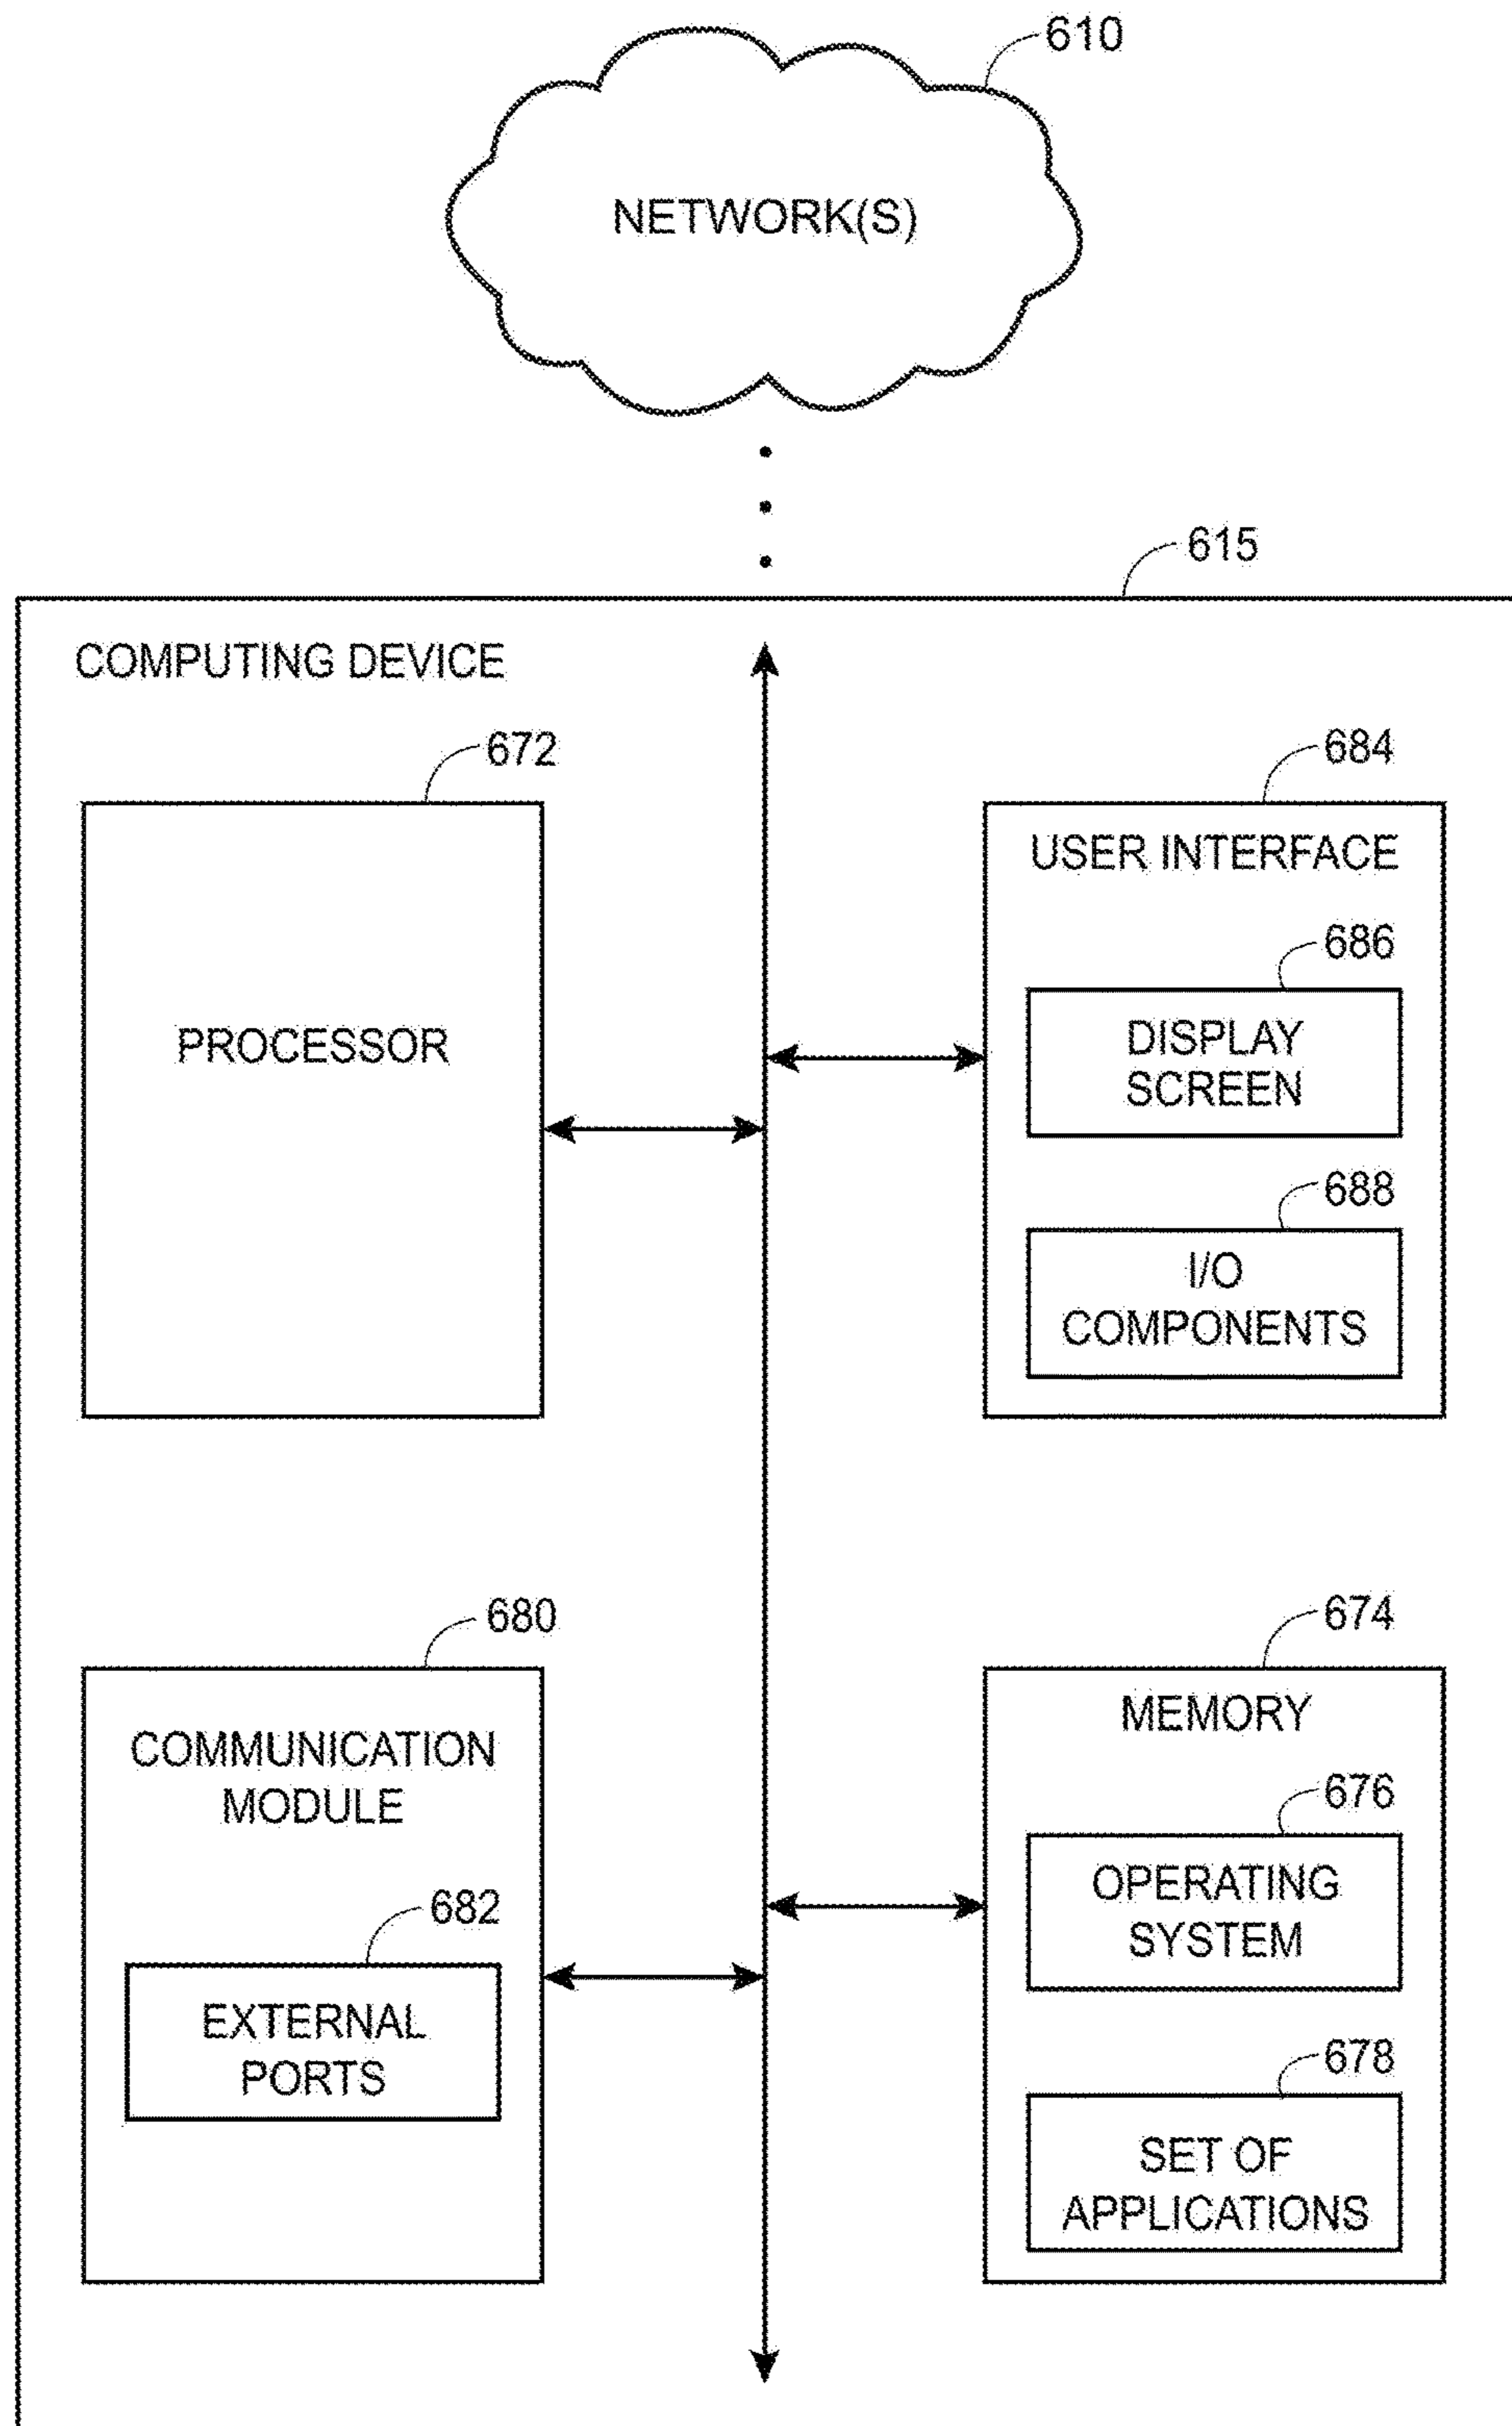 610
NETWORK(S)
615
COMPUTING DEVICE
672
PROCESSOR
684
USER INTERFACE
686
DISPLAY
SCREEN
688
I/O
COMPONENTS
680
COMMUNICATION
MODULE
682
EXTERNAL
PORTS
674
MEMORY
676
OPERATING
SYSTEM
678
SET OF
APPLICATIONS